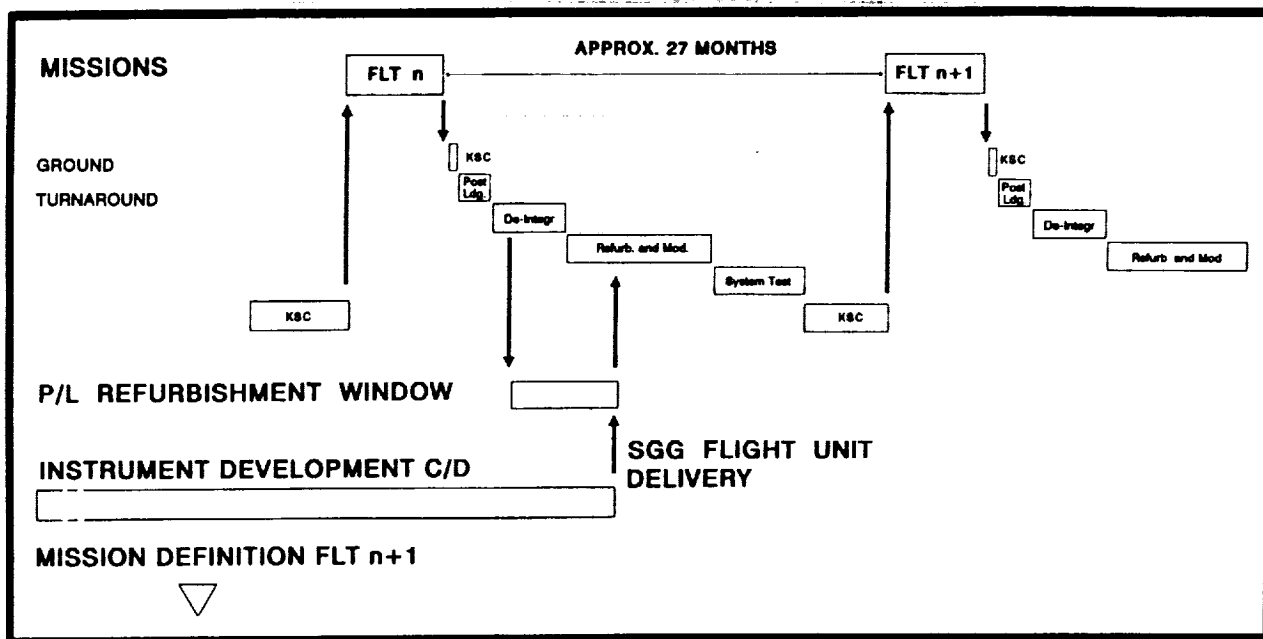 APPROX. 27 MONTHS
MISSIONS
FLT n
FLT n+1
KSC
KSC
GROUND
Post
Ldg.
Post
Ldg.
TURNAROUND
De-Integr
De-Integr
Refurb. and Mod.
Refurb and Mod
System Test
KSC
KSC
P/L REFURBISHMENT WINDOW
SGG FLIGHT UNIT
DELIVERY
INSTRUMENT DEVELOPMENT C/D
MISSION DEFINITION FLT n+1